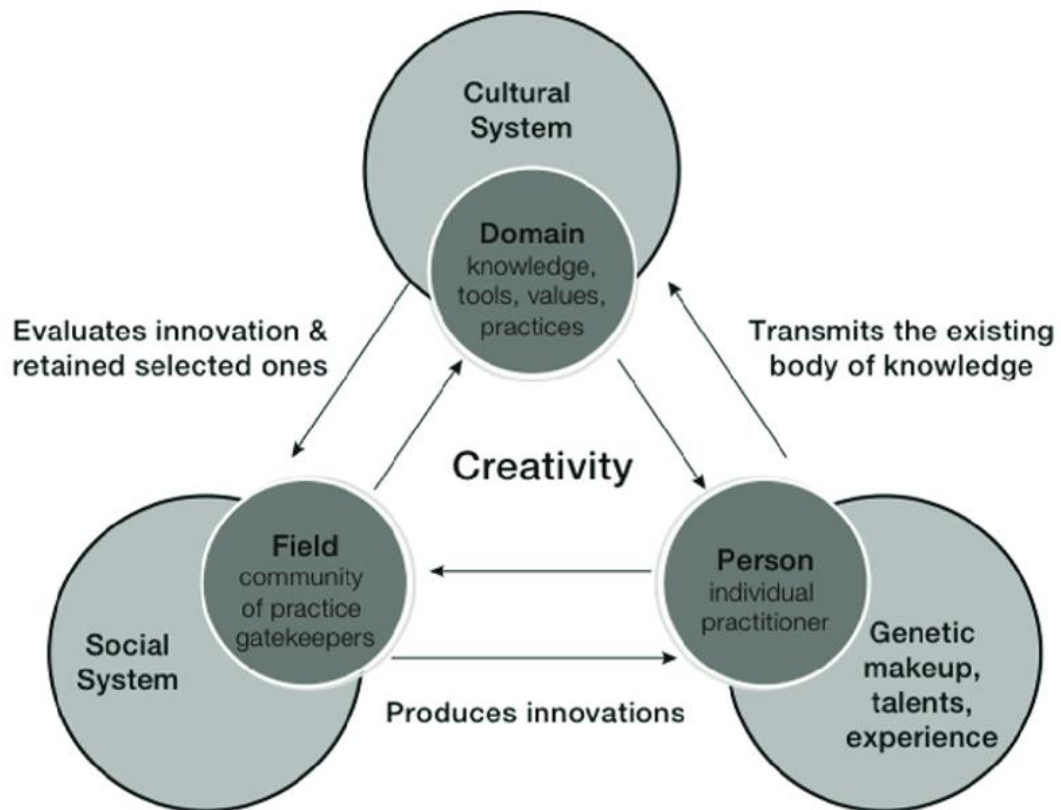 Cultural
System
Domain
knowledge,
tools, values,
practices
Evaluates innovation &
retained selected ones
Transmits the existing
body of knowledge
Creativity
Field
community
of practice
gatekeepers
Person
individual
practitioner
Social
System
Genetic
makeup,
talents,
experience
Produces innovations